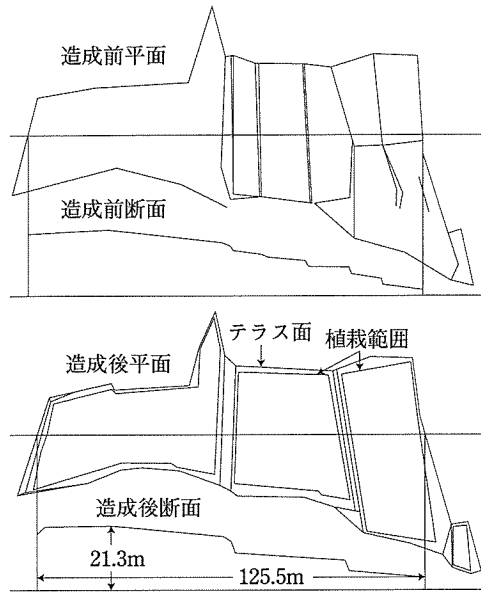 造成前平面
造成前断面
テラス面
植栽範囲
造成後平面
造成後断面
21.3m
125.5m